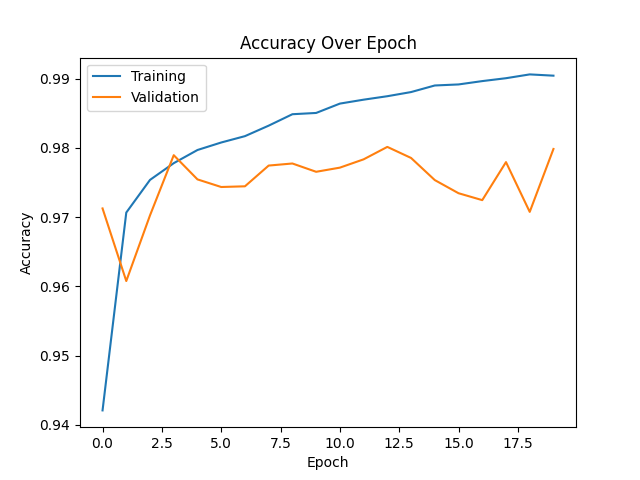 Accuracy Over Epoch
Training
Validation
0.99
0.98
0.97
0.96
0.95
0.94
Accuracy
0.0 2.5 5.0 7.5 10.0 12.5 15.0 17.5
Epoch